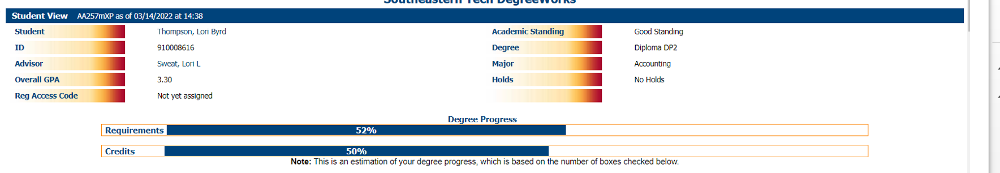 Southeastern Tech DegreeWorks
Student View AA257mXP as of 03/14/2022 at 14:38
Student Thompson, Lori Byrd Academic Standing Good Standing
ID 910008616 Degree Diploma DP2
Advisor Sweat, Lori L Major Accounting
Overall GPA 3.30 Holds No Holds
Reg Access Code Not yet assigned
Degree Progress
Requirements 52%
Credits 50%
Note: This is an estimation of your degree progress, which is based on the number of boxes checked below.